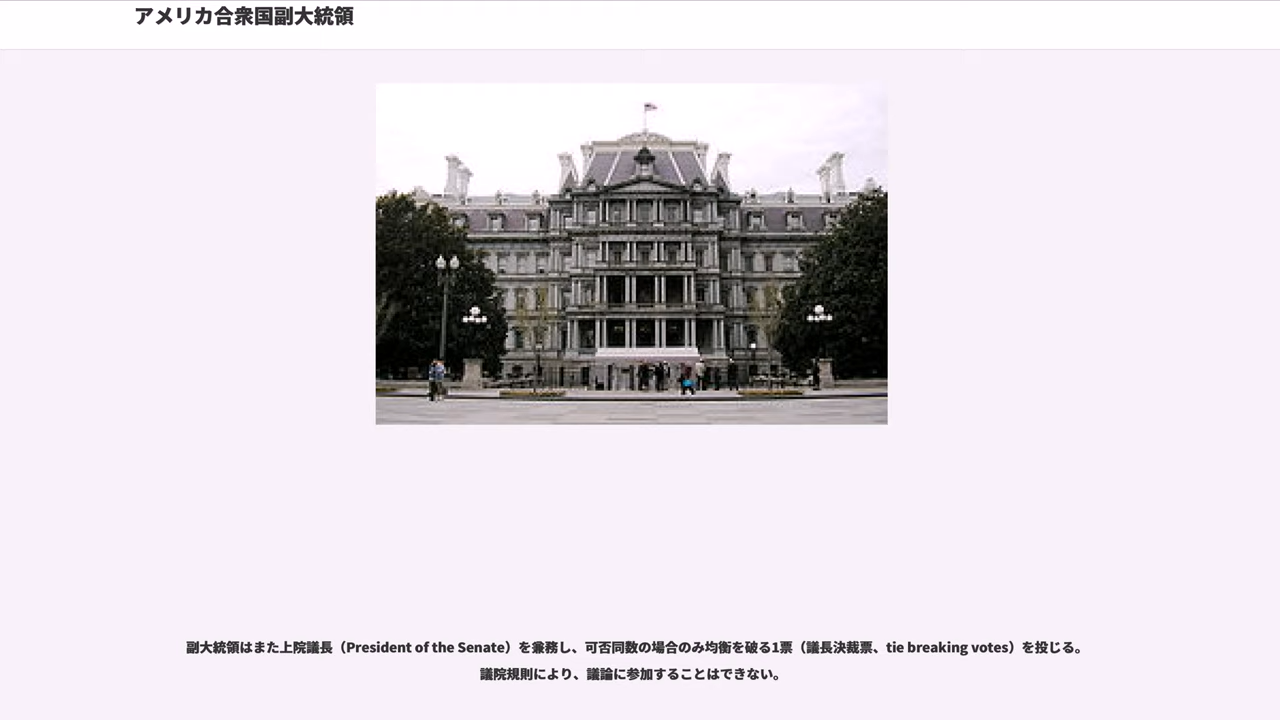 アメリカ合衆国副大統領
副大統領はまた上院議長（President of the Senate）を兼務し、可否同数の場合のみ均衡を破る1票（議長決裁票、tie breaking votes）を投じる。
議院規則により、議論に参加することはできない。